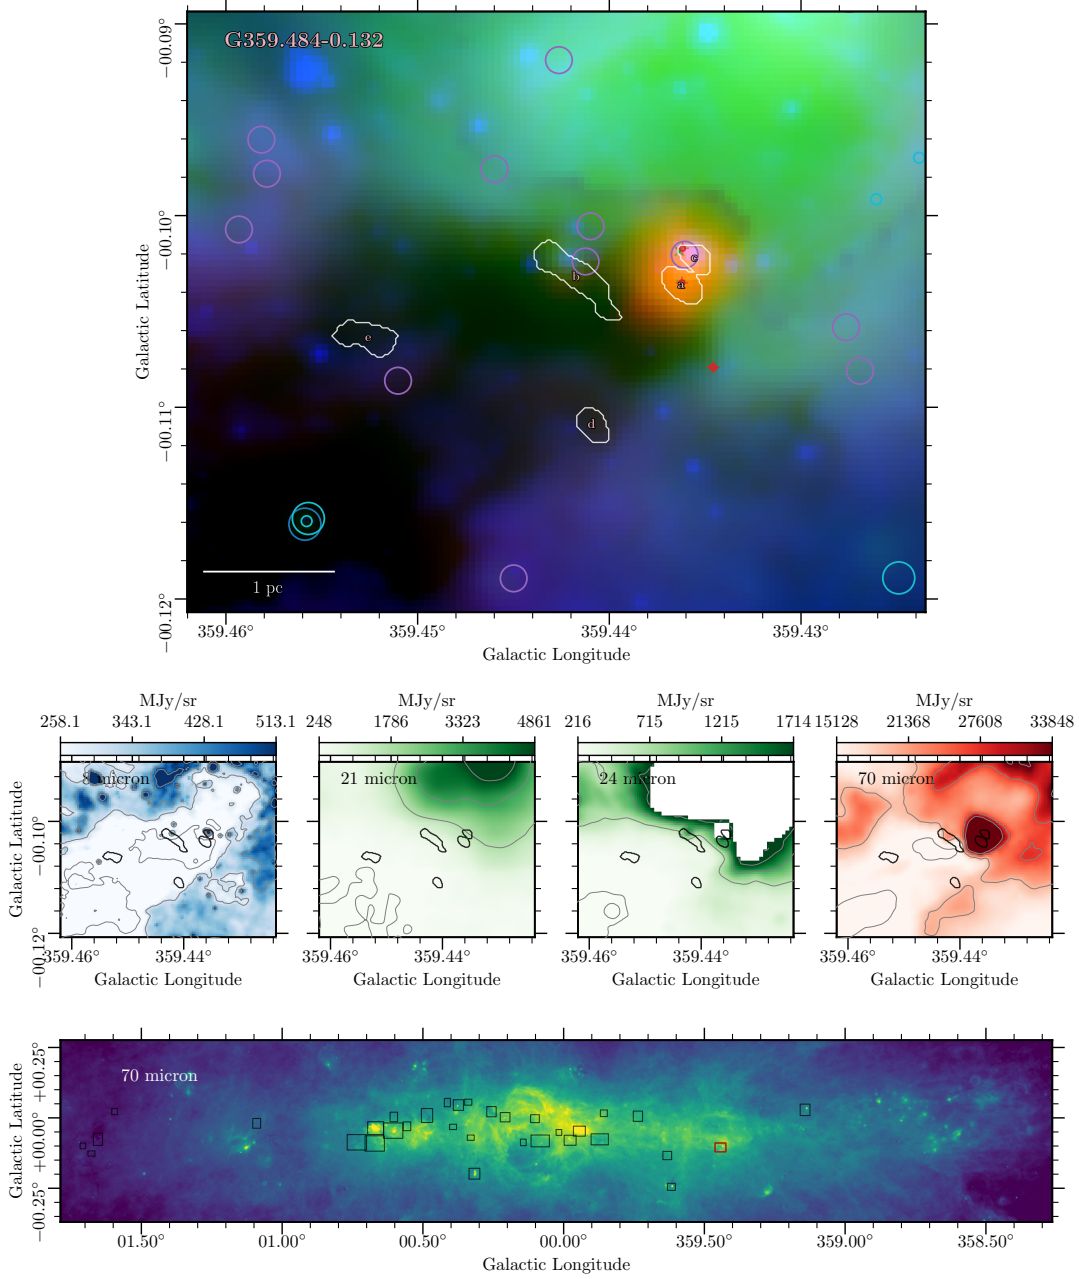 G359.484-0.132
−00.09°
−00.10°
−00.11°
−00.12°
Galactic Latitude
c
a
b
e
d
1 pc
359.46° 359.45° 359.44° 359.43°
Galactic Longitude
MJy/sr MJy/sr MJy/sr MJy/sr
258.1 343.1 428.1 513.1 248 1786 3323 4861 216 715 1215 1714 15128 21368 27608 33848
8 micron 21 micron 24 micron 70 micron
−00.10°
−00.12°
Galactic Latitude
359.46° 359.44° 359.46° 359.44° 359.46° 359.44° 359.46° 359.44°
Galactic Longitude Galactic Longitude Galactic Longitude Galactic Longitude
70 micron
+00.25°
+00.00°
−00.25°
Galactic Latitude
01.50° 01.00° 00.50° 00.00° 359.50° 359.00° 358.50°
Galactic Longitude